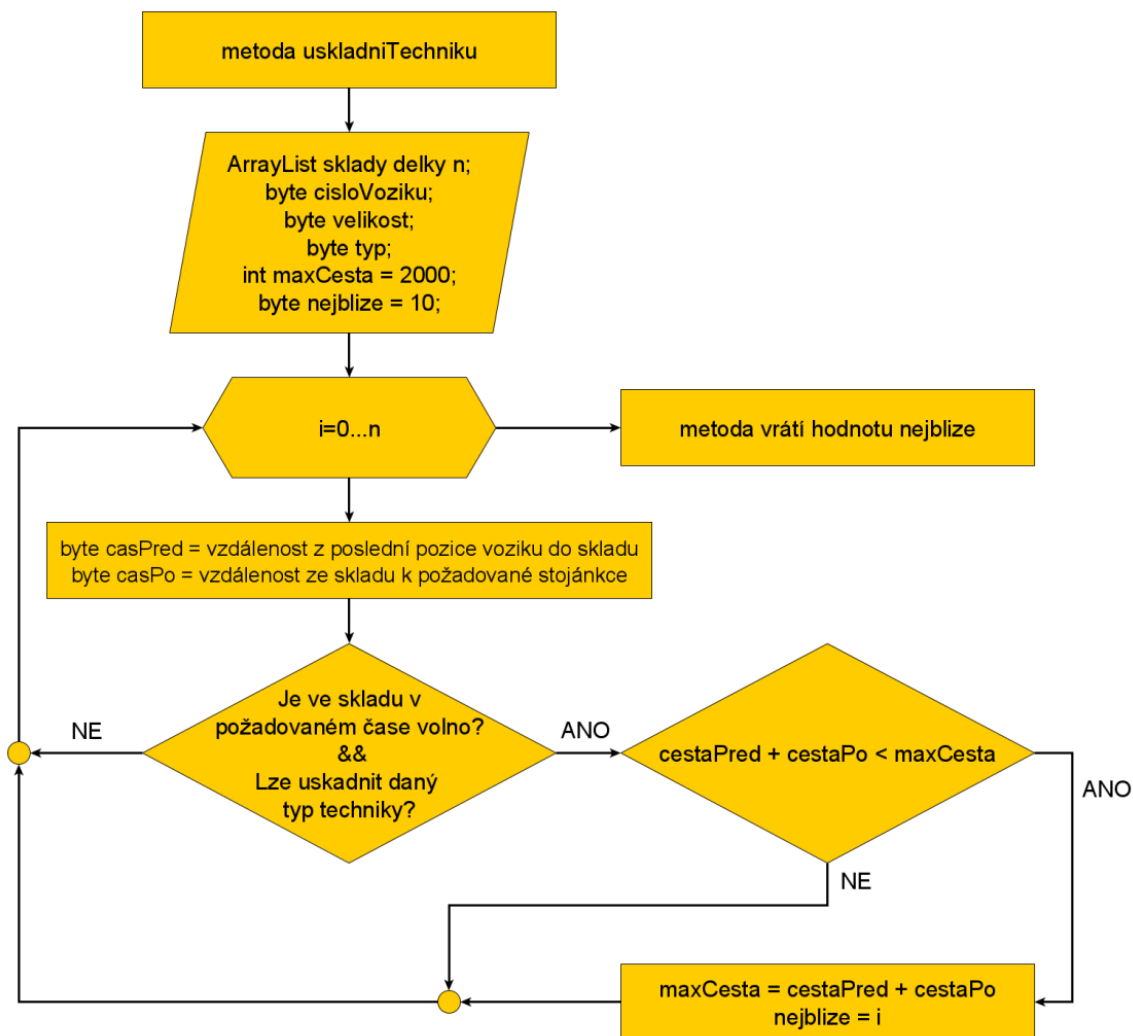 metoda uskladniTechniku
ArrayList sklady delky n;
byte cisloVoziku;
byte velikost;
byte typ;
int maxCesta = 2000;
byte nejblize = 10;
i=0...n
metoda vrátí hodnotu nejblize
byte casPred = vzdálenost z poslední pozice voziku do skladu
byte casPo = vzdálenost ze skladu k požadované stojánkce
Je ve skladu v
požadovaném čase volno?
&&
Lze uskadnit daný
typ techniky?
NE
ANO
cestaPred + cestaPo < maxCesta
ANO
NE
maxCesta = cestaPred + cestaPo
nejblize = i